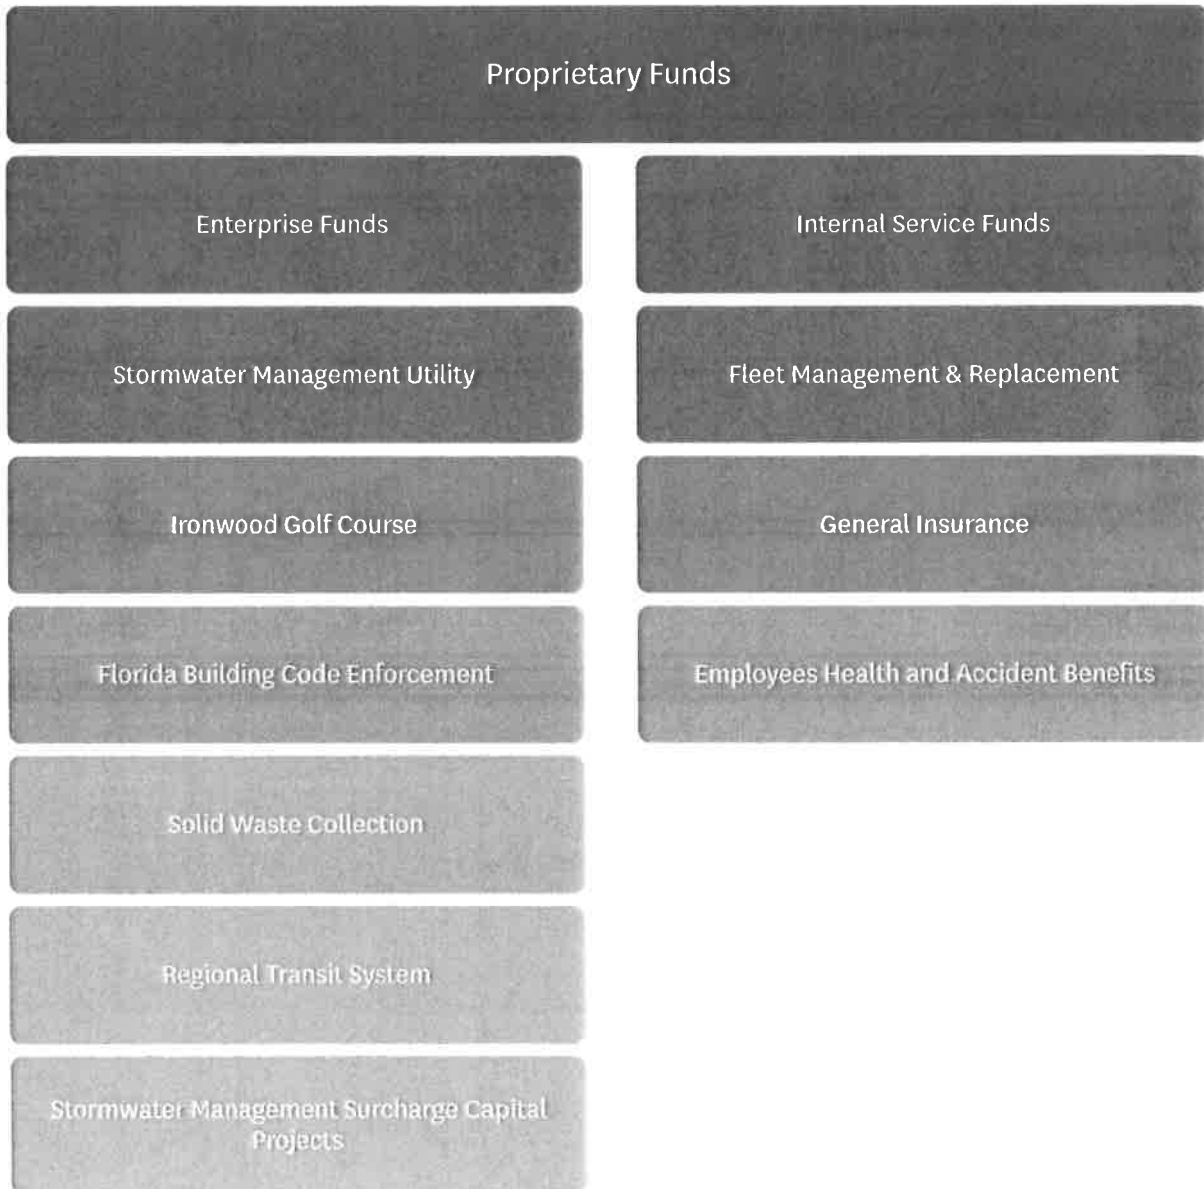 Proprietary Funds
Enterprise Funds
Internal Service Funds
Stormwater Management Utility
Fleet Management & Replacement
Ironwood Golf Course
General Insurance
Florida Building Code Enforcement
Employees Health and Accident Benefits
Solid Waste Collection
Regional Transit System
Stormwater Management Surcharge Capital
Projects